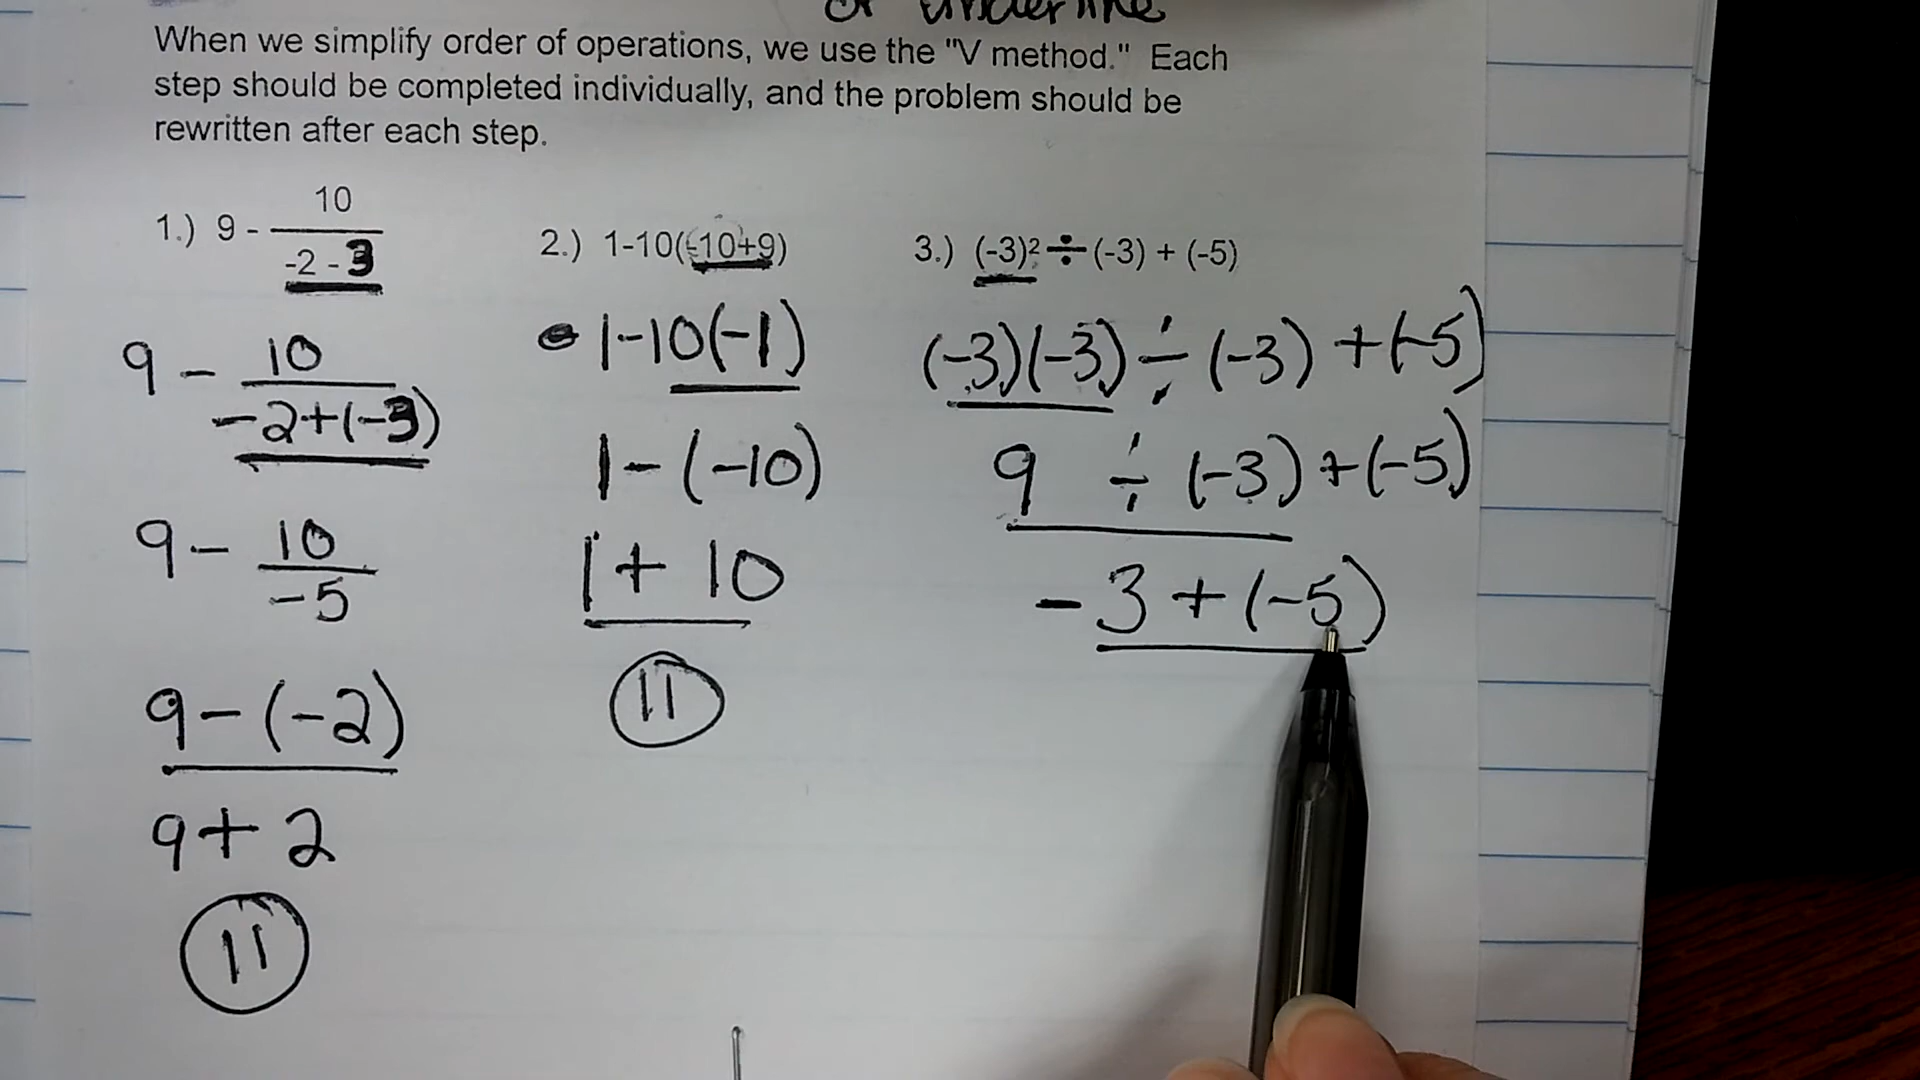 or underline
When we simplify order of operations, we use the "V method." Each
step should be completed individually, and the problem should be
rewritten after each step.
1.) 9 - 10/(-2 - 3)
9 - 10/(-2+(-3))
9 - 10/-5
9 - (-2)
9 + 2
11
2.) 1-10(-10+9)
1-10(-1)
1-(-10)
1 + 10
11
3.) (-3)² ÷ (-3) + (-5)
(-3)(-3) ÷ (-3) + (-5)
9 ÷ (-3) + (-5)
-3 + (-5)